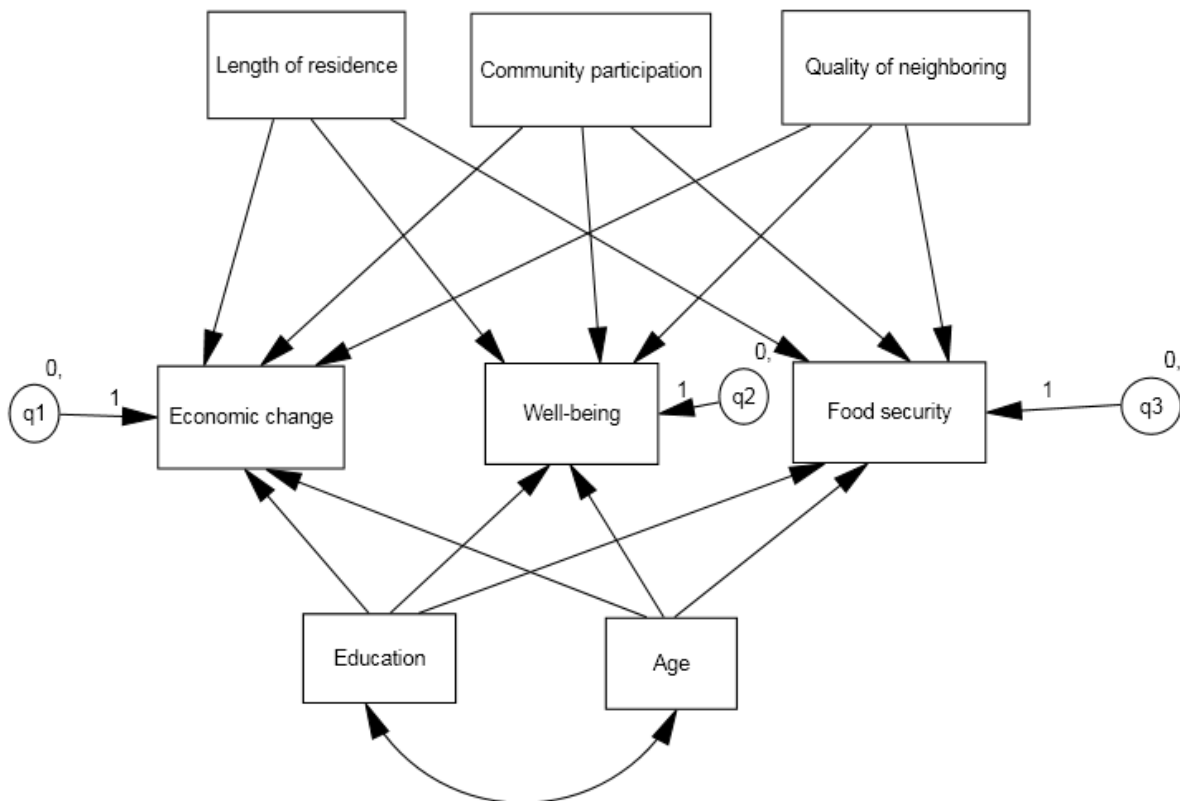 Length of residence
Community participation
Quality of neighboring
0,
q1
1
Economic change
Well-being
1
0,
q2
Food security
1
0,
q3
Education
Age